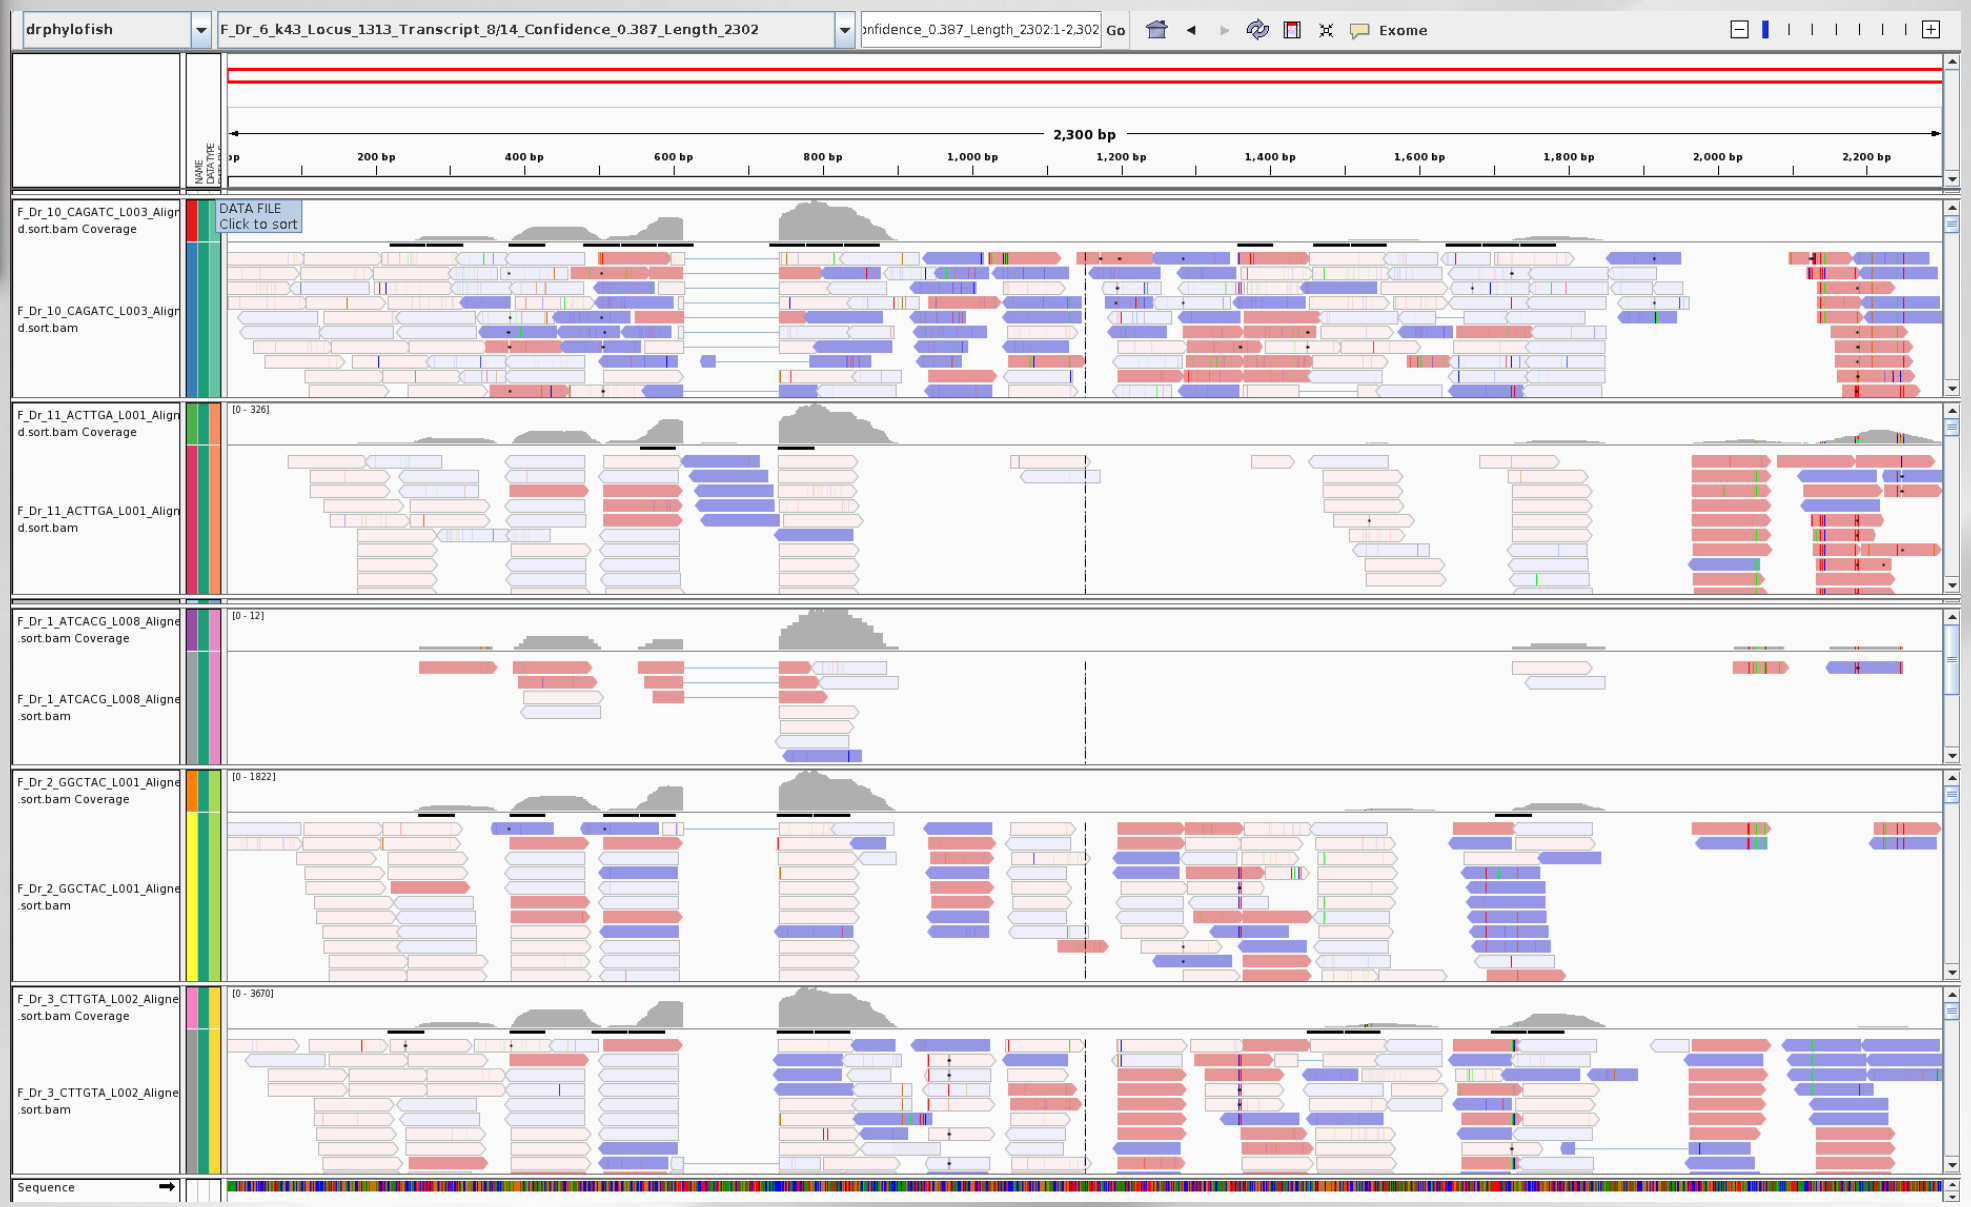 drphylofish
F_Dr_6_k43_Locus_1313_Transcript_8/14_Confidence_0.387_Length_2302
nfidence_0.387_Length_2302:1-2,302
Go
Exome
2,300 bp
bp
200 bp
400 bp
600 bp
800 bp
1,000 bp
1,200 bp
1,400 bp
1,600 bp
1,800 bp
2,000 bp
2,200 bp
NAME
DATA TYPE
DATA FILE
Click to sort
F_Dr_10_CAGATC_L003_Align
d.sort.bam Coverage
F_Dr_10_CAGATC_L003_Align
d.sort.bam
F_Dr_11_ACTTGA_L001_Align
d.sort.bam Coverage
[0 - 326]
F_Dr_11_ACTTGA_L001_Align
d.sort.bam
F_Dr_1_ATCACG_L008_Aligne
.sort.bam Coverage
[0 - 12]
F_Dr_1_ATCACG_L008_Aligne
.sort.bam
F_Dr_2_GGCTAC_L001_Aligne
.sort.bam Coverage
[0 - 1822]
F_Dr_2_GGCTAC_L001_Aligne
.sort.bam
F_Dr_3_CTTGTA_L002_Aligne
.sort.bam Coverage
[0 - 3670]
F_Dr_3_CTTGTA_L002_Aligne
.sort.bam
Sequence